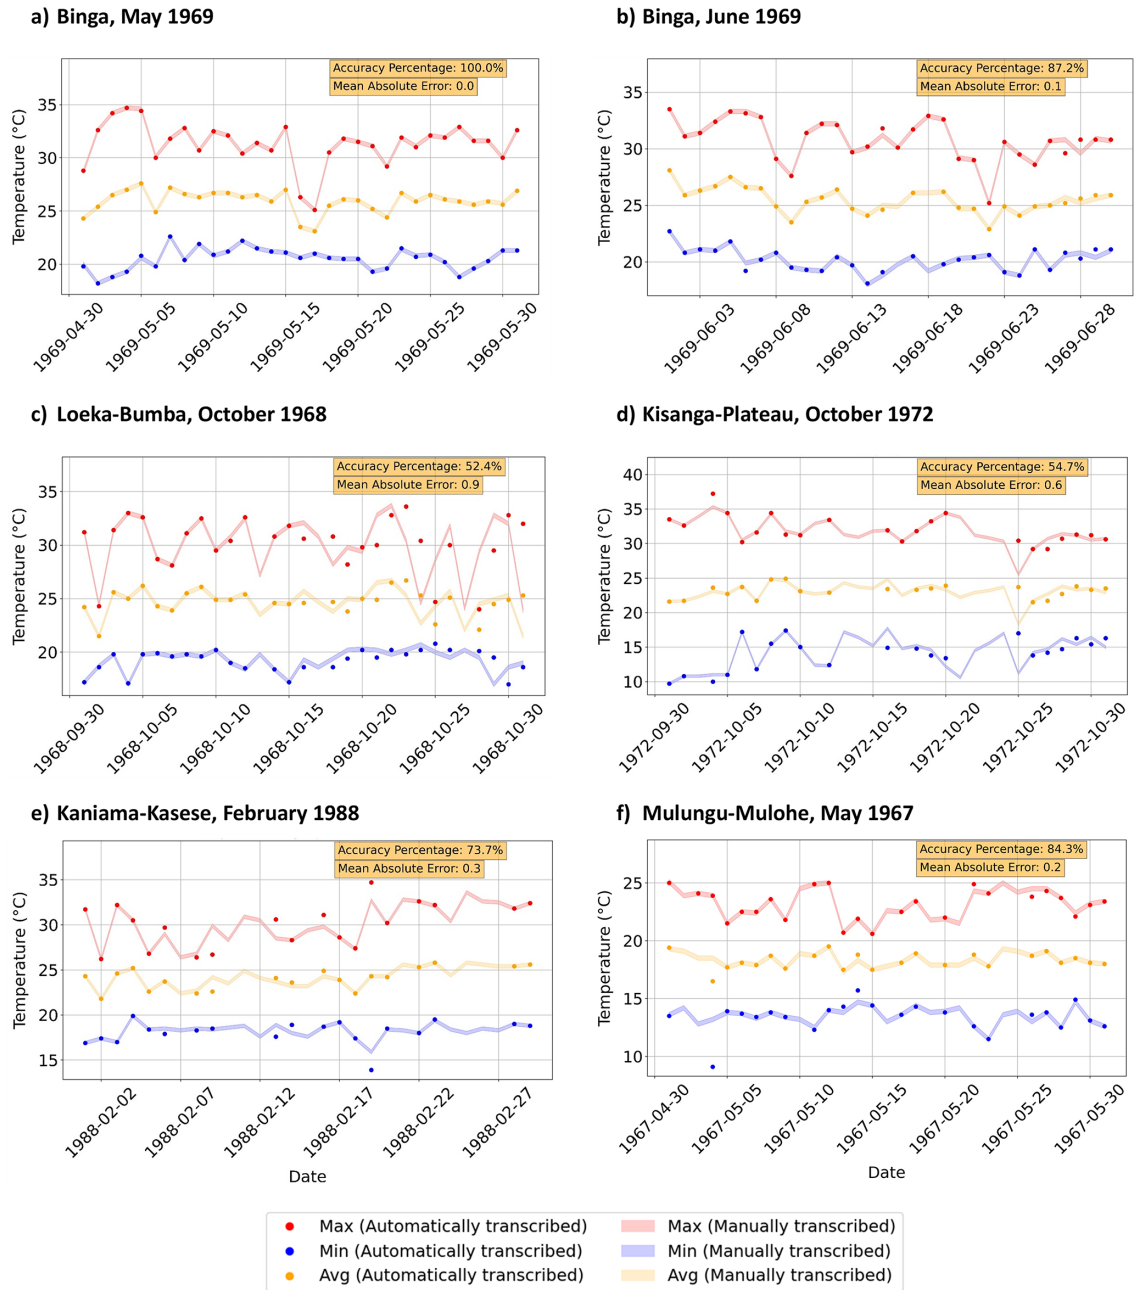 a) Binga, May 1969
Accuracy Percentage: 100.0%
Mean Absolute Error: 0.0
Temperature (°C)
35
30
25
20
1969-04-30
1969-05-05
1969-05-10
1969-05-15
1969-05-20
1969-05-25
1969-05-30
b) Binga, June 1969
Accuracy Percentage: 87.2%
Mean Absolute Error: 0.1
Temperature (°C)
35
30
25
20
1969-06-03
1969-06-08
1969-06-13
1969-06-18
1969-06-23
1969-06-28
c) Loeka-Bumba, October 1968
Accuracy Percentage: 52.4%
Mean Absolute Error: 0.9
Temperature (°C)
35
30
25
20
1968-09-30
1968-10-05
1968-10-10
1968-10-15
1968-10-20
1968-10-25
1968-10-30
d) Kisanga-Plateau, October 1972
Accuracy Percentage: 54.7%
Mean Absolute Error: 0.6
Temperature (°C)
40
35
30
25
20
15
10
1972-09-30
1972-10-05
1972-10-10
1972-10-15
1972-10-20
1972-10-25
1972-10-30
e) Kaniama-Kasese, February 1988
Accuracy Percentage: 73.7%
Mean Absolute Error: 0.3
Temperature (°C)
35
30
25
20
15
1988-02-02
1988-02-07
1988-02-12
1988-02-17
1988-02-22
1988-02-27
Date
f) Mulungu-Mulohe, May 1967
Accuracy Percentage: 84.3%
Mean Absolute Error: 0.2
Temperature (°C)
25
20
15
10
1967-04-30
1967-05-05
1967-05-10
1967-05-15
1967-05-20
1967-05-25
1967-05-30
Date
Max (Automatically transcribed)
Min (Automatically transcribed)
Avg (Automatically transcribed)
Max (Manually transcribed)
Min (Manually transcribed)
Avg (Manually transcribed)